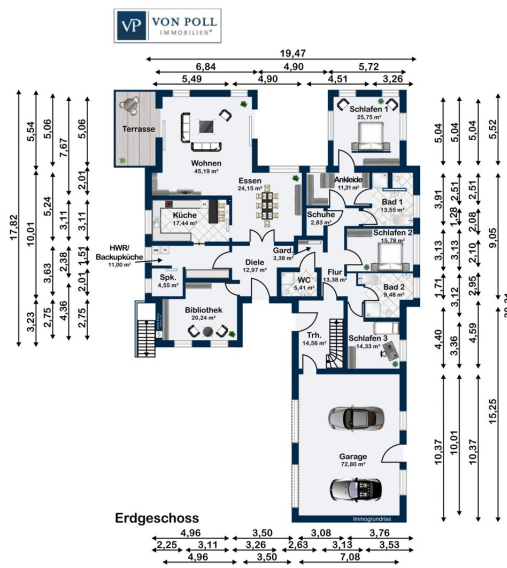 VP VON POLL
IMMOBILIEN®
19,47
6,84 4,90 5,72
5,49 4,90 4,51 3,26
Terrasse
Wohnen
45,19 m²
Essen
24,15 m²
Küche
17,44 m²
HWR/
Backupküche
11,00 m²
Spk.
4,55 m²
Bibliothek
20,24 m²
Diele
12,97 m²
Gard.
3,38 m²
WC
5,41 m²
Flur
13,38 m²
Schuhe
2,83 m²
Ankleide
11,31 m²
Schlafen 1
25,75 m²
Bad 1
13,55 m²
Schlafen 2
15,78 m²
Bad 2
9,48 m²
Schlafen 3
14,33 m²
Trh.
14,56 m²
Garage
72,80 m²
Immogrundriss
17,82
5,54 10,01 3,23
5,06 5,24 3,63 2,75
7,67 3,11 2,38 4,36
5,06 2,01 3,11 1,51 2,01 2,75
5,04 3,91 3,13 1,71 4,40 10,37
5,04 2,51 1,28 3,13 3,12 3,36 10,01
5,04 2,51 2,08 2,10 2,95 4,59 10,37
5,52 9,05 15,25
Erdgeschoss
4,96 3,50 3,08 3,76
2,25 3,11 3,26 2,63 3,13 3,53
4,96 3,50 7,08